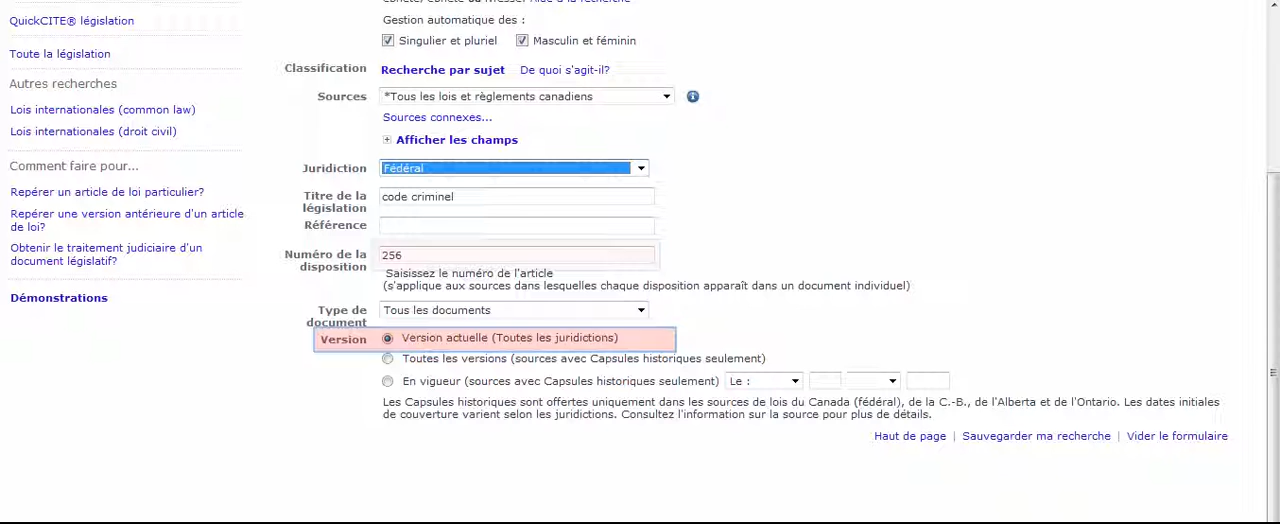 QuickCITE® législation
Toute la législation
Autres recherches
Lois internationales (common law)
Lois internationales (droit civil)
Comment faire pour...
Repérer un article de loi particulier?
Repérer une version antérieure d'un article
de loi?
Obtenir le traitement judiciaire d'un
document législatif?
Démonstrations
Gestion automatique des :
Singulier et pluriel Masculin et féminin
Classification Recherche par sujet De quoi s'agit-il?
Sources *Tous les lois et règlements canadiens
Sources connexes...
Afficher les champs
Juridiction Fédéral
Titre de la
législation code criminel
Référence
Numéro de la
disposition 256
Saisissez le numéro de l'article
(s'applique aux sources dans lesquelles chaque disposition apparaît dans un document individuel)
Type de
document Tous les documents
Version Version actuelle (Toutes les juridictions)
Toutes les versions (sources avec Capsules historiques seulement)
En vigueur (sources avec Capsules historiques seulement) Le :
Les Capsules historiques sont offertes uniquement dans les sources de lois du Canada (fédéral), de la C.-B., de l'Alberta et de l'Ontario. Les dates initiales
de couverture varient selon les juridictions. Consultez l'information sur la source pour plus de détails.
Haut de page | Sauvegarder ma recherche | Vider le formulaire